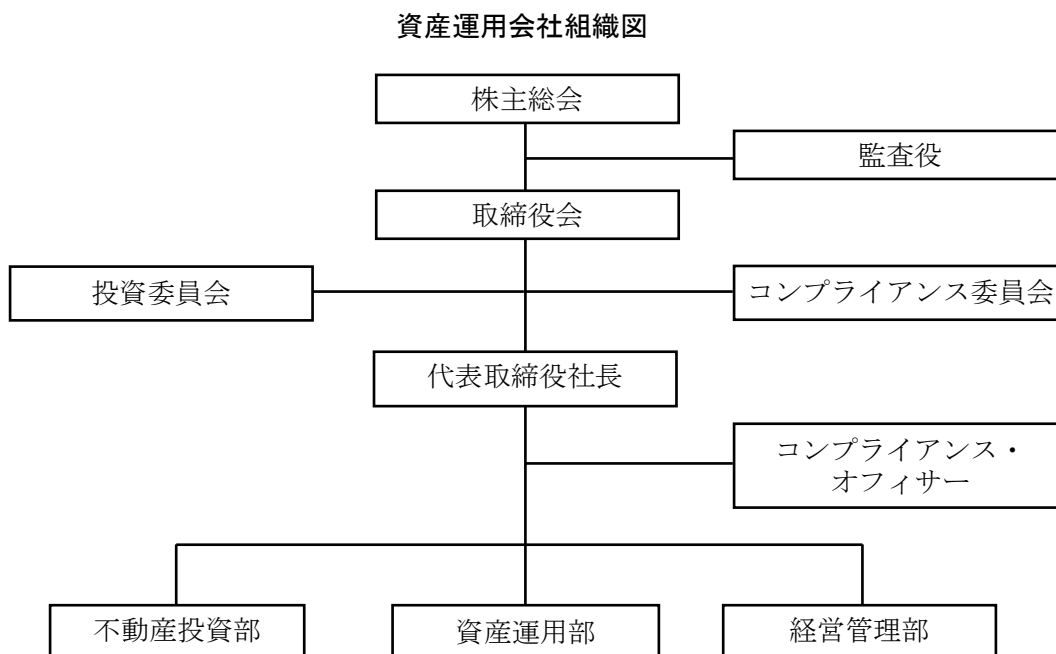 資産運用会社組織図
株主総会
監査役
取締役会
投資委員会
コンプライアンス委員会
代表取締役社長
コンプライアンス・
オフィサー
不動産投資部
資産運用部
経営管理部